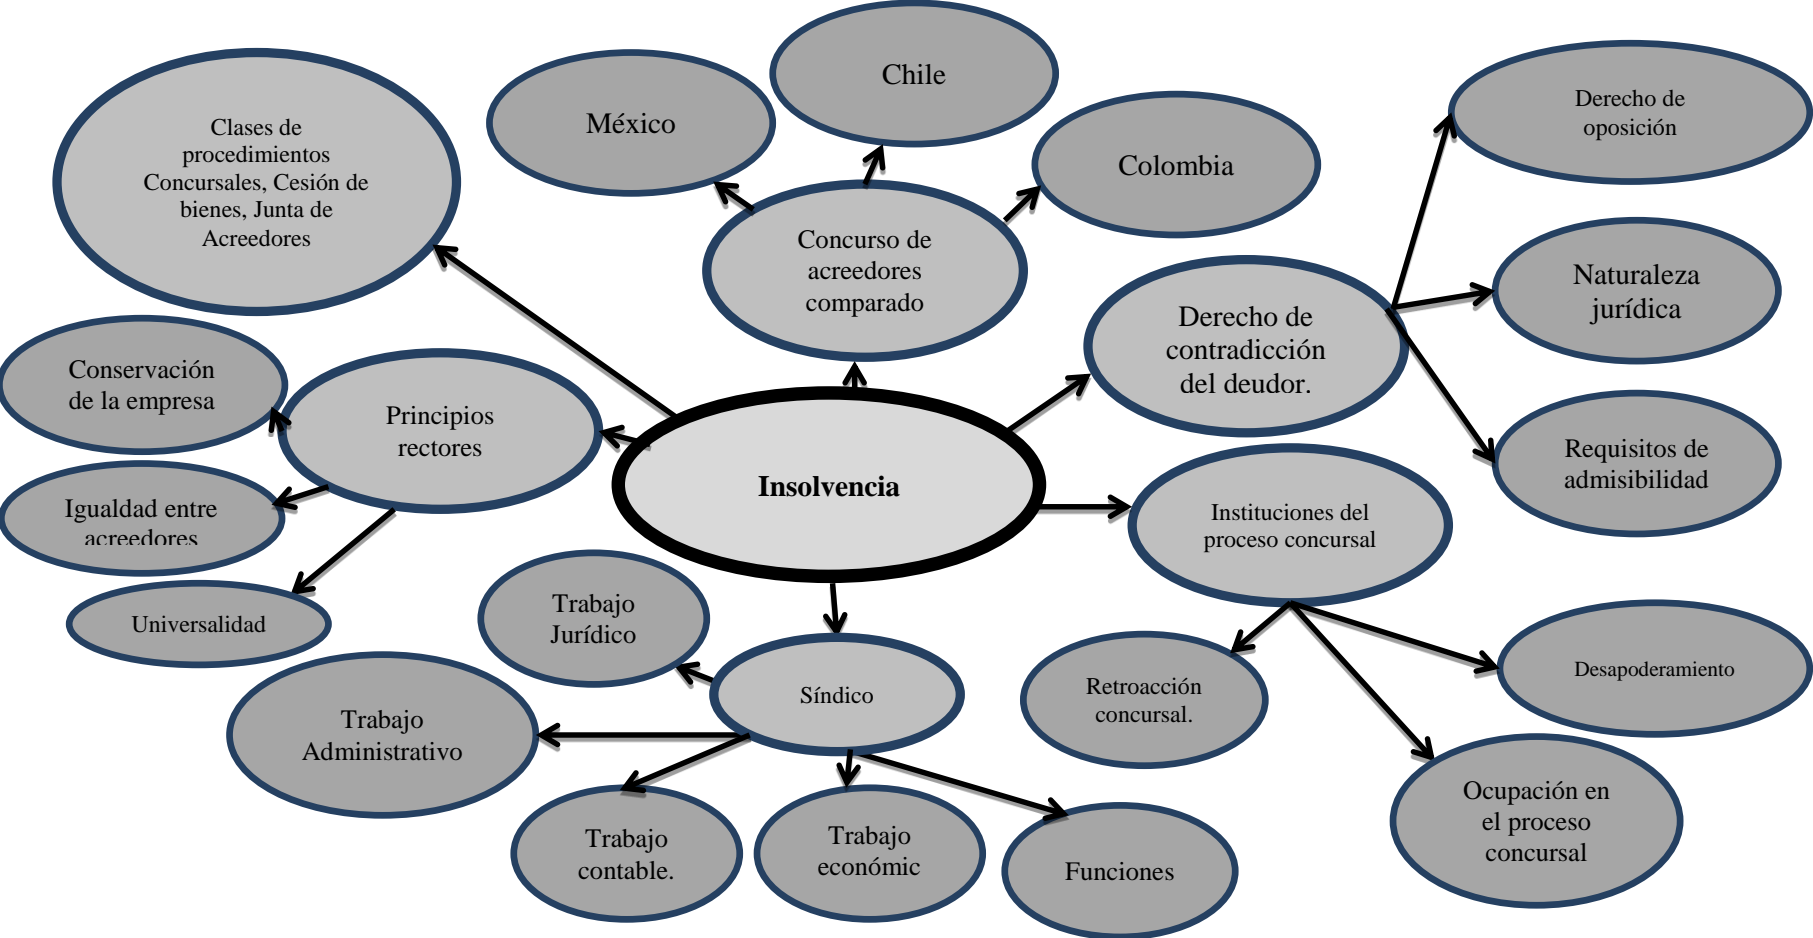 Chile
México
Colombia
Derecho de
oposición
Clases de
procedimientos
Concursales, Cesión de
bienes, Junta de
Acreedores
Concurso de
acreedores
comparado
Naturaleza
jurídica
Derecho de
contradicción
del deudor.
Conservación
de la empresa
Principios
rectores
Requisitos de
admisibilidad
Insolvencia
Igualdad entre
acreedores
Instituciones del
proceso concursal
Universalidad
Trabajo
Jurídico
Síndico
Retroacción
concursal.
Desapoderamiento
Trabajo
Administrativo
Ocupación en
el proceso
concursal
Trabajo
contable.
Trabajo
económic
Funciones